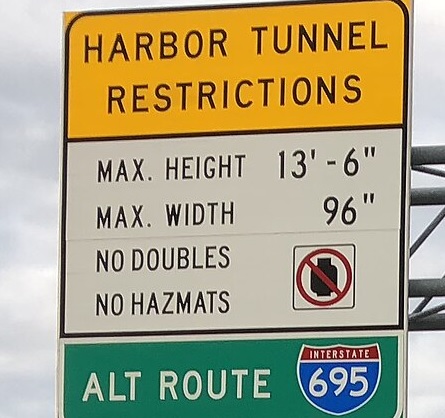 HARBOR TUNNEL
RESTRICTIONS
MAX. HEIGHT 13'-6"
MAX. WIDTH 96"
NO DOUBLES
NO HAZMATS
INTERSTATE
ALT ROUTE 695